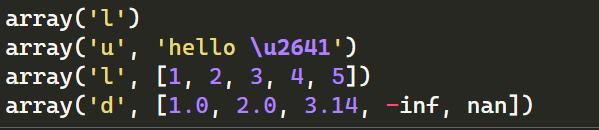 array('l')
array('u', 'hello \u2641')
array('l', [1, 2, 3, 4, 5])
array('d', [1.0, 2.0, 3.14, -inf, nan])